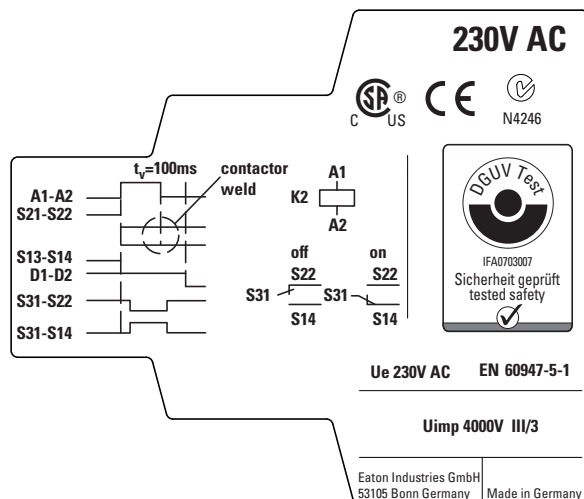 230V AC
C SA ® US
CE
N4246
tv=100ms
contactor
weld
A1-A2
S21-S22
S13-S14
D1-D2
S31-S22
S31-S14
A1
K2
A2
off on
S22 S22
S31 S31
S14 S14
DGUV Test
IFA0703007
Sicherheit geprüft
tested safety
Ue 230V AC EN 60947-5-1
Uimp 4000V III/3
Eaton Industries GmbH
53105 Bonn Germany
Made in Germany